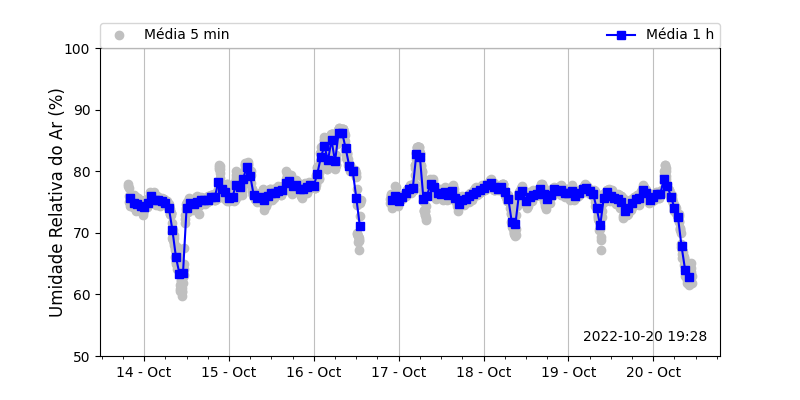 Média 5 min
Média 1 h
Umidade Relativa do Ar (%)
100
90
80
70
60
50
2022-10-20 19:28
14 - Oct
15 - Oct
16 - Oct
17 - Oct
18 - Oct
19 - Oct
20 - Oct